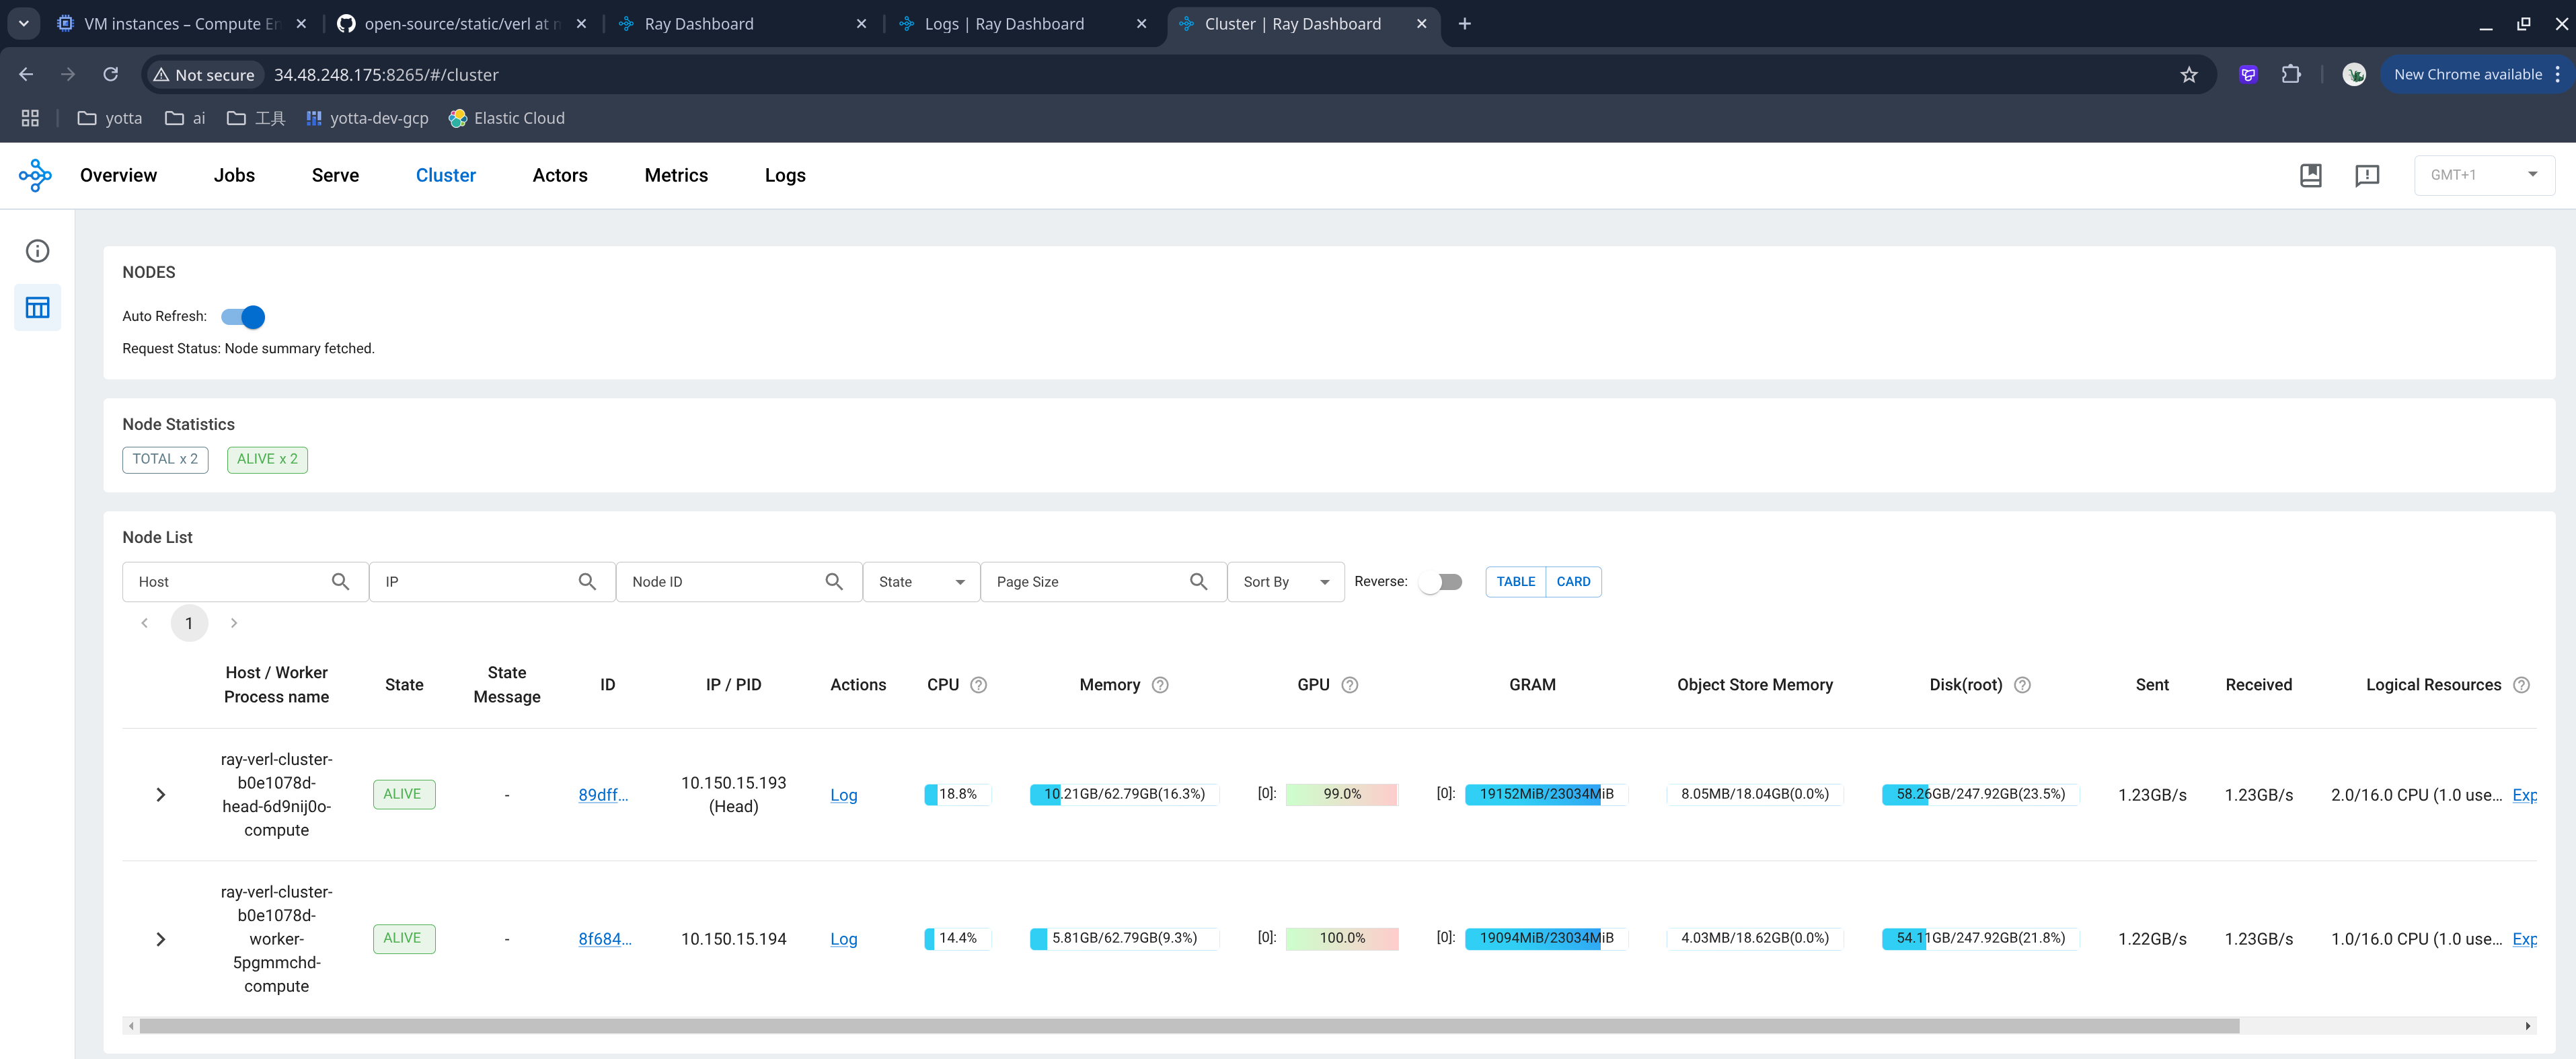 VM instances – Compute En
open-source/static/verl at m
Ray Dashboard
Logs | Ray Dashboard
Cluster | Ray Dashboard
Not secure
34.48.248.175:8265/#/cluster
New Chrome available
yotta
ai
工具
yotta-dev-gcp
Elastic Cloud
Overview
Jobs
Serve
Cluster
Actors
Metrics
Logs
GMT+1
NODES
Auto Refresh:
Request Status: Node summary fetched.
Node Statistics
TOTAL x 2
ALIVE x 2
Node List
Host
IP
Node ID
State
Page Size
Sort By
Reverse:
TABLE
CARD
1
Host / Worker
Process name
State
State
Message
ID
IP / PID
Actions
CPU
Memory
GPU
GRAM
Object Store Memory
Disk(root)
Sent
Received
Logical Resources
ray-verl-cluster-
b0e1078d-
head-6d9nij0o-
compute
ALIVE
-
89dff...
10.150.15.193
(Head)
Log
18.8%
10.21GB/62.79GB(16.3%)
[0]:
99.0%
[0]:
19152MiB/23034MiB
8.05MB/18.04GB(0.0%)
58.26GB/247.92GB(23.5%)
1.23GB/s
1.23GB/s
2.0/16.0 CPU (1.0 use...
Exp
ray-verl-cluster-
b0e1078d-
worker-
5pgmmchd-
compute
ALIVE
-
8f684...
10.150.15.194
Log
14.4%
5.81GB/62.79GB(9.3%)
[0]:
100.0%
[0]:
19094MiB/23034MiB
4.03MB/18.62GB(0.0%)
54.11GB/247.92GB(21.8%)
1.22GB/s
1.23GB/s
1.0/16.0 CPU (1.0 use...
Exp